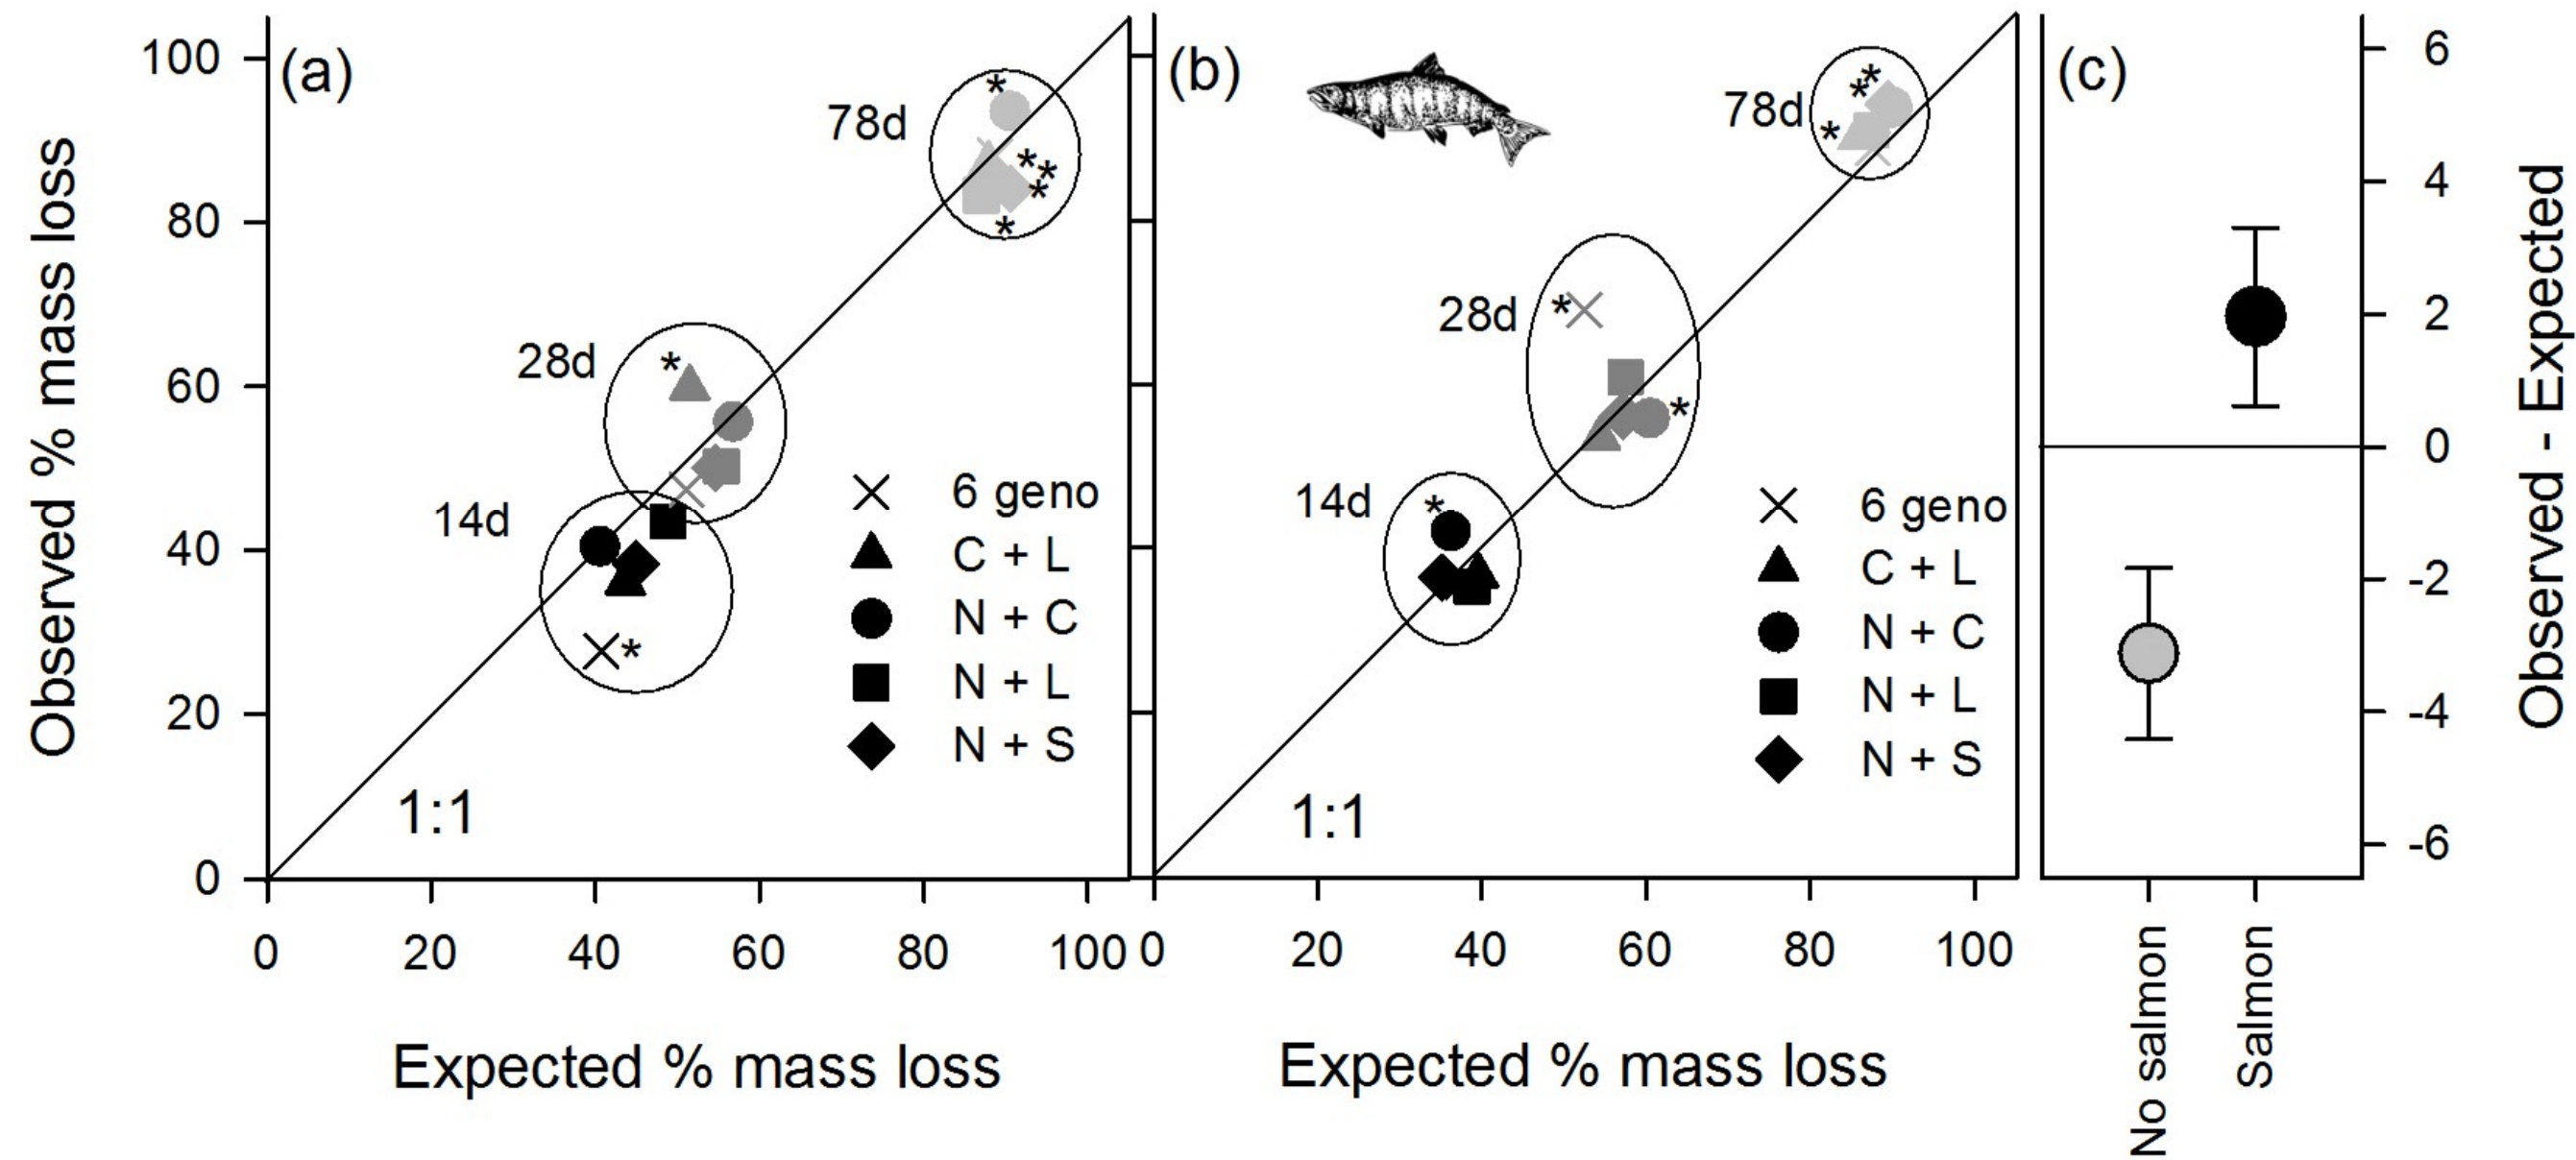 (a)
Observed % mass loss
100
80
60
40
20
0
78d
*
*
*
*
*
28d
*
14d
*
6 geno
C + L
N + C
N + L
N + S
1:1
0 20 40 60 80 100
Expected % mass loss
(b)
78d
*
*
*
28d
*
*
14d
*
6 geno
C + L
N + C
N + L
N + S
1:1
0 20 40 60 80 100
Expected % mass loss
(c)
6
4
2
0
-2
-4
-6
Observed - Expected
No salmon
Salmon